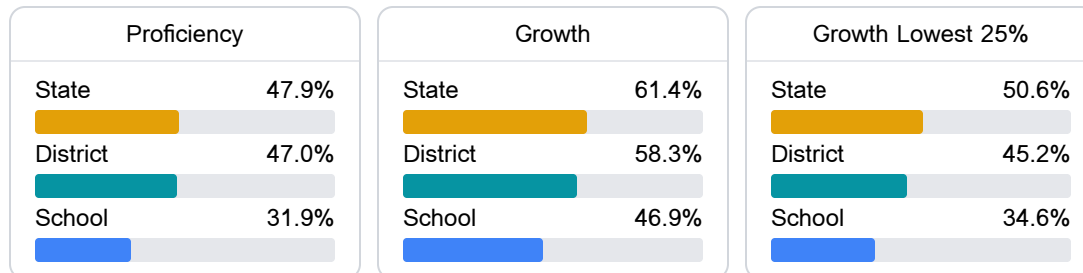 Proficiency
State 47.9%
District 47.0%
School 31.9%
Growth
State 61.4%
District 58.3%
School 46.9%
Growth Lowest 25%
State 50.6%
District 45.2%
School 34.6%